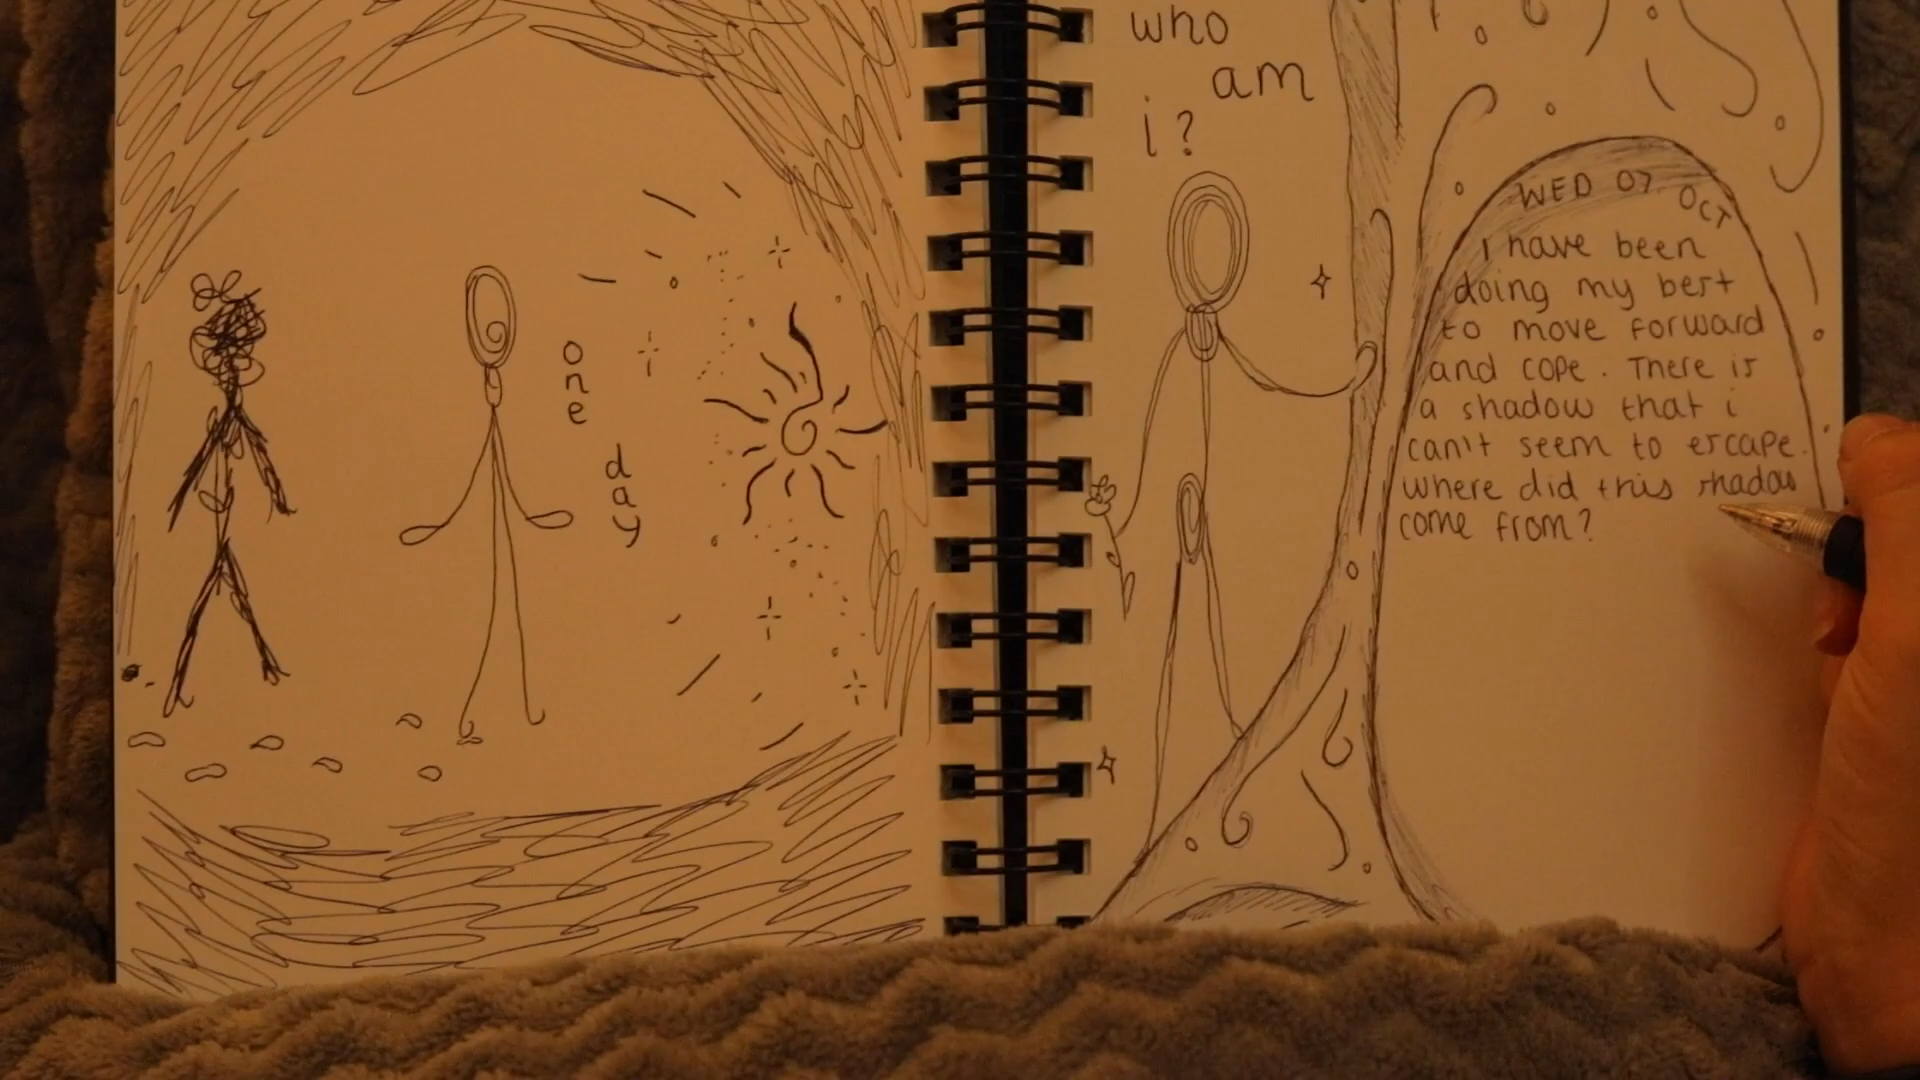 one
day
who
am
i?
WED 07 OCT
I have been
doing my best
to move forward
and cope. There is
a shadow that i
can't seem to escape.
where did this shadow
come from?